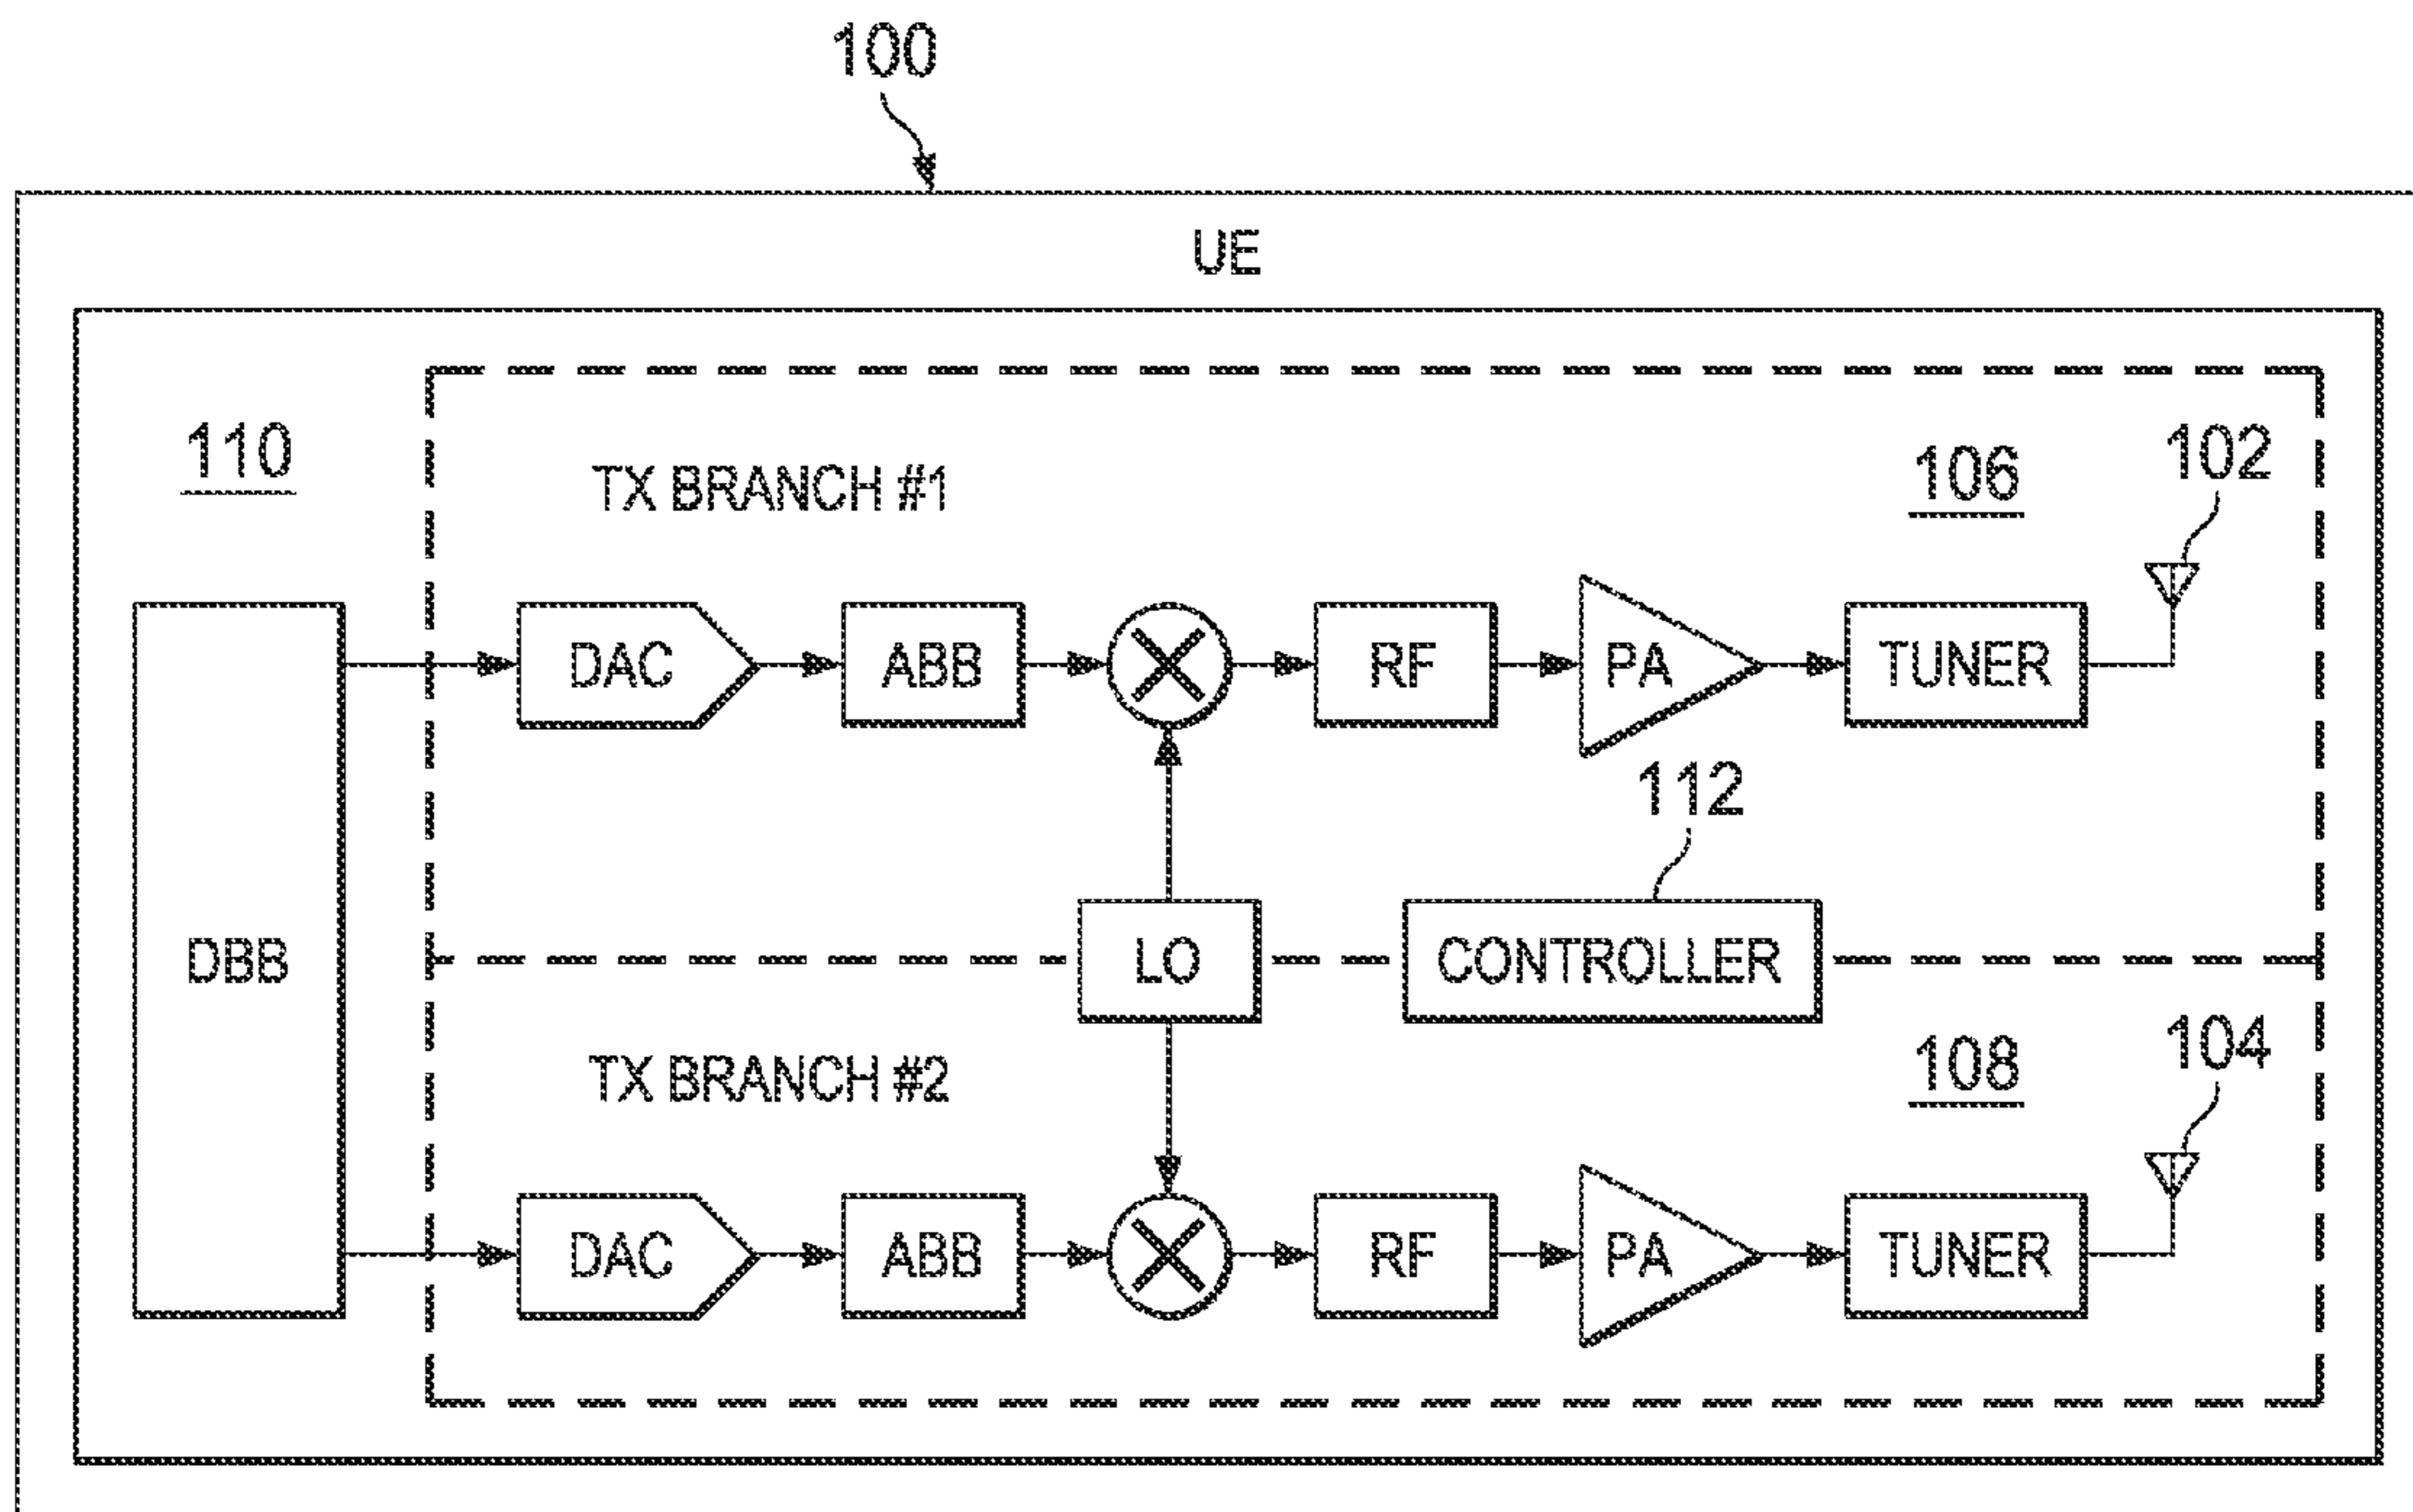 100
UE
110
TX BRANCH #1
106
102
DAC
ABB
RF
PA
TUNER
112
DBB
LO
CONTROLLER
TX BRANCH #2
108
104
DAC
ABB
RF
PA
TUNER